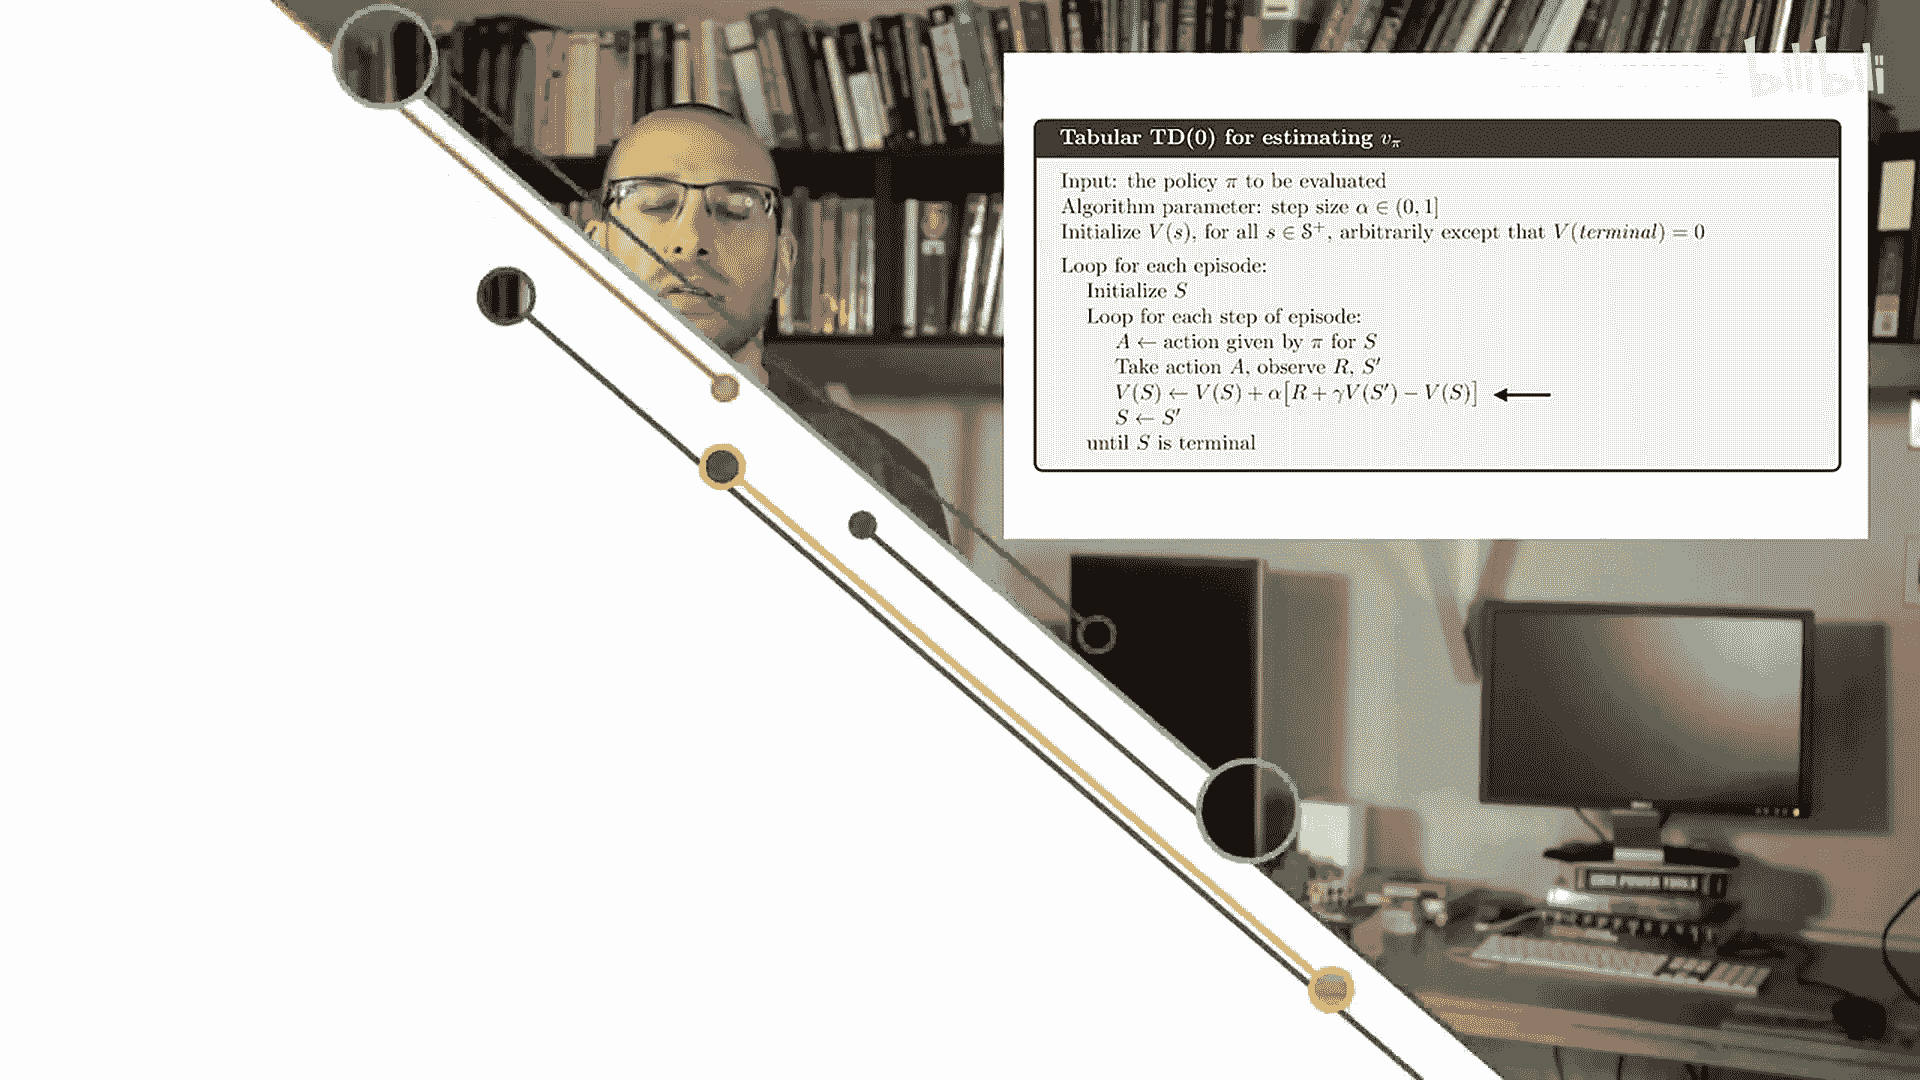 bilibili
Tabular TD(0) for estimating vπ
Input: the policy π to be evaluated
Algorithm parameter: step size α ∈ (0, 1]
Initialize V(s), for all s ∈ S⁺, arbitrarily except that V(terminal) = 0
Loop for each episode:
Initialize S
Loop for each step of episode:
A ← action given by π for S
Take action A, observe R, S′
V(S) ← V(S) + α[R + γV(S′) − V(S)]
S ← S′
until S is terminal